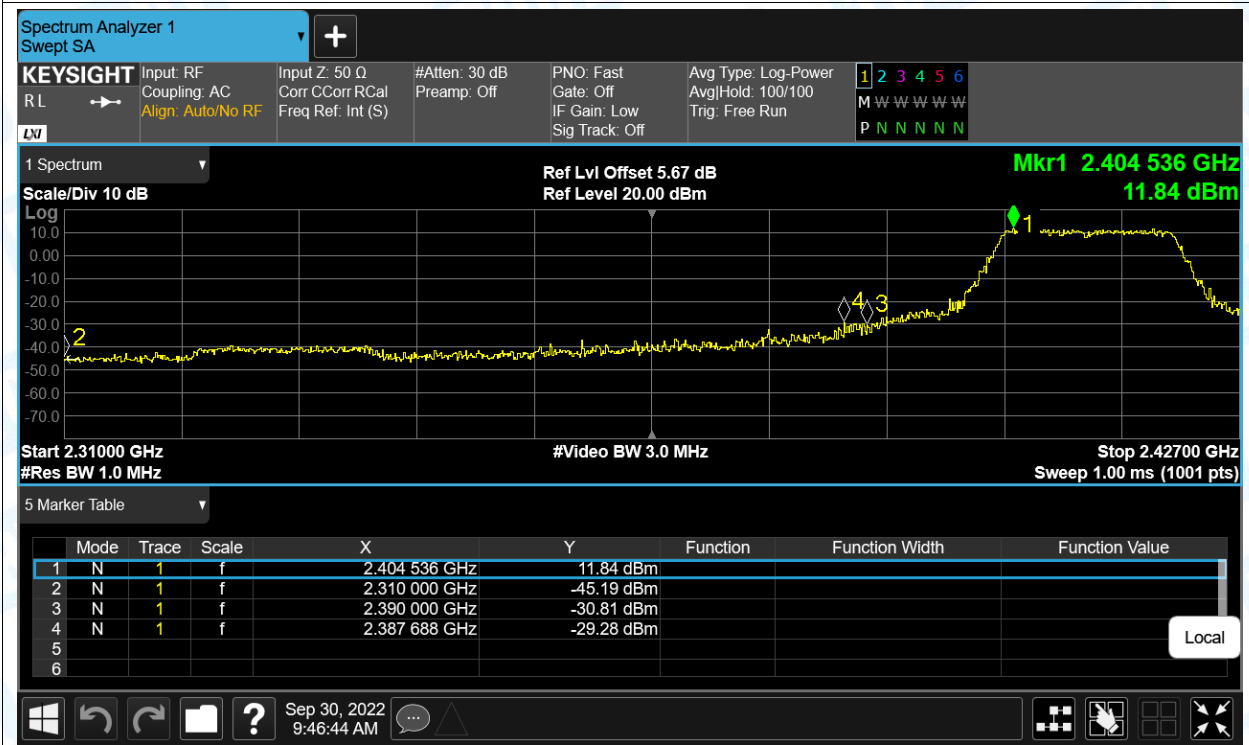 Spectrum Analyzer 1
Swept SA
KEYSIGHT
R L
LXI
Input: RF
Coupling: AC
Align: Auto/No RF
Input Z: 50 Ω
Corr CCorr RCal
Freq Ref: Int (S)
#Atten: 30 dB
Preamp: Off
PNO: Fast
Gate: Off
IF Gain: Low
Sig Track: Off
Avg Type: Log-Power
Avg|Hold: 100/100
Trig: Free Run
1 2 3 4 5 6
M W W W W W
P N N N N N
1 Spectrum
Scale/Div 10 dB
Ref Lvl Offset 5.67 dB
Ref Level 20.00 dBm
Mkr1 2.404 536 GHz
11.84 dBm
Log
10.0
0.00
-10.0
-20.0
-30.0
-40.0
-50.0
-60.0
-70.0
2
4
3
1
Start 2.31000 GHz
#Res BW 1.0 MHz
#Video BW 3.0 MHz
Stop 2.42700 GHz
Sweep 1.00 ms (1001 pts)
5 Marker Table
Mode Trace Scale X Y Function Function Width Function Value
1 N 1 f 2.404 536 GHz 11.84 dBm
2 N 1 f 2.310 000 GHz -45.19 dBm
3 N 1 f 2.390 000 GHz -30.81 dBm
4 N 1 f 2.387 688 GHz -29.28 dBm
5
6
Local
?
Sep 30, 2022
9:46:44 AM